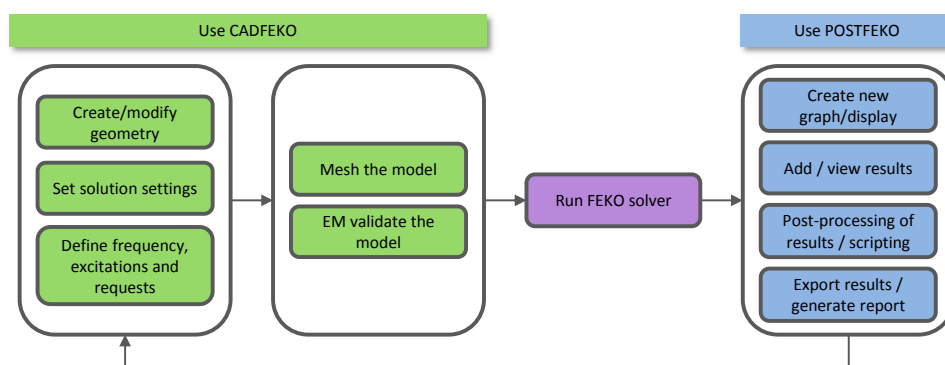 Use CADFEKO
Use POSTFEKO
Create/modify
geometry
Set solution settings
Define frequency,
excitations and
requests
Mesh the model
EM validate the
model
Run FEKO solver
Create new
graph/display
Add / view results
Post-processing of
results / scripting
Export results /
generate report